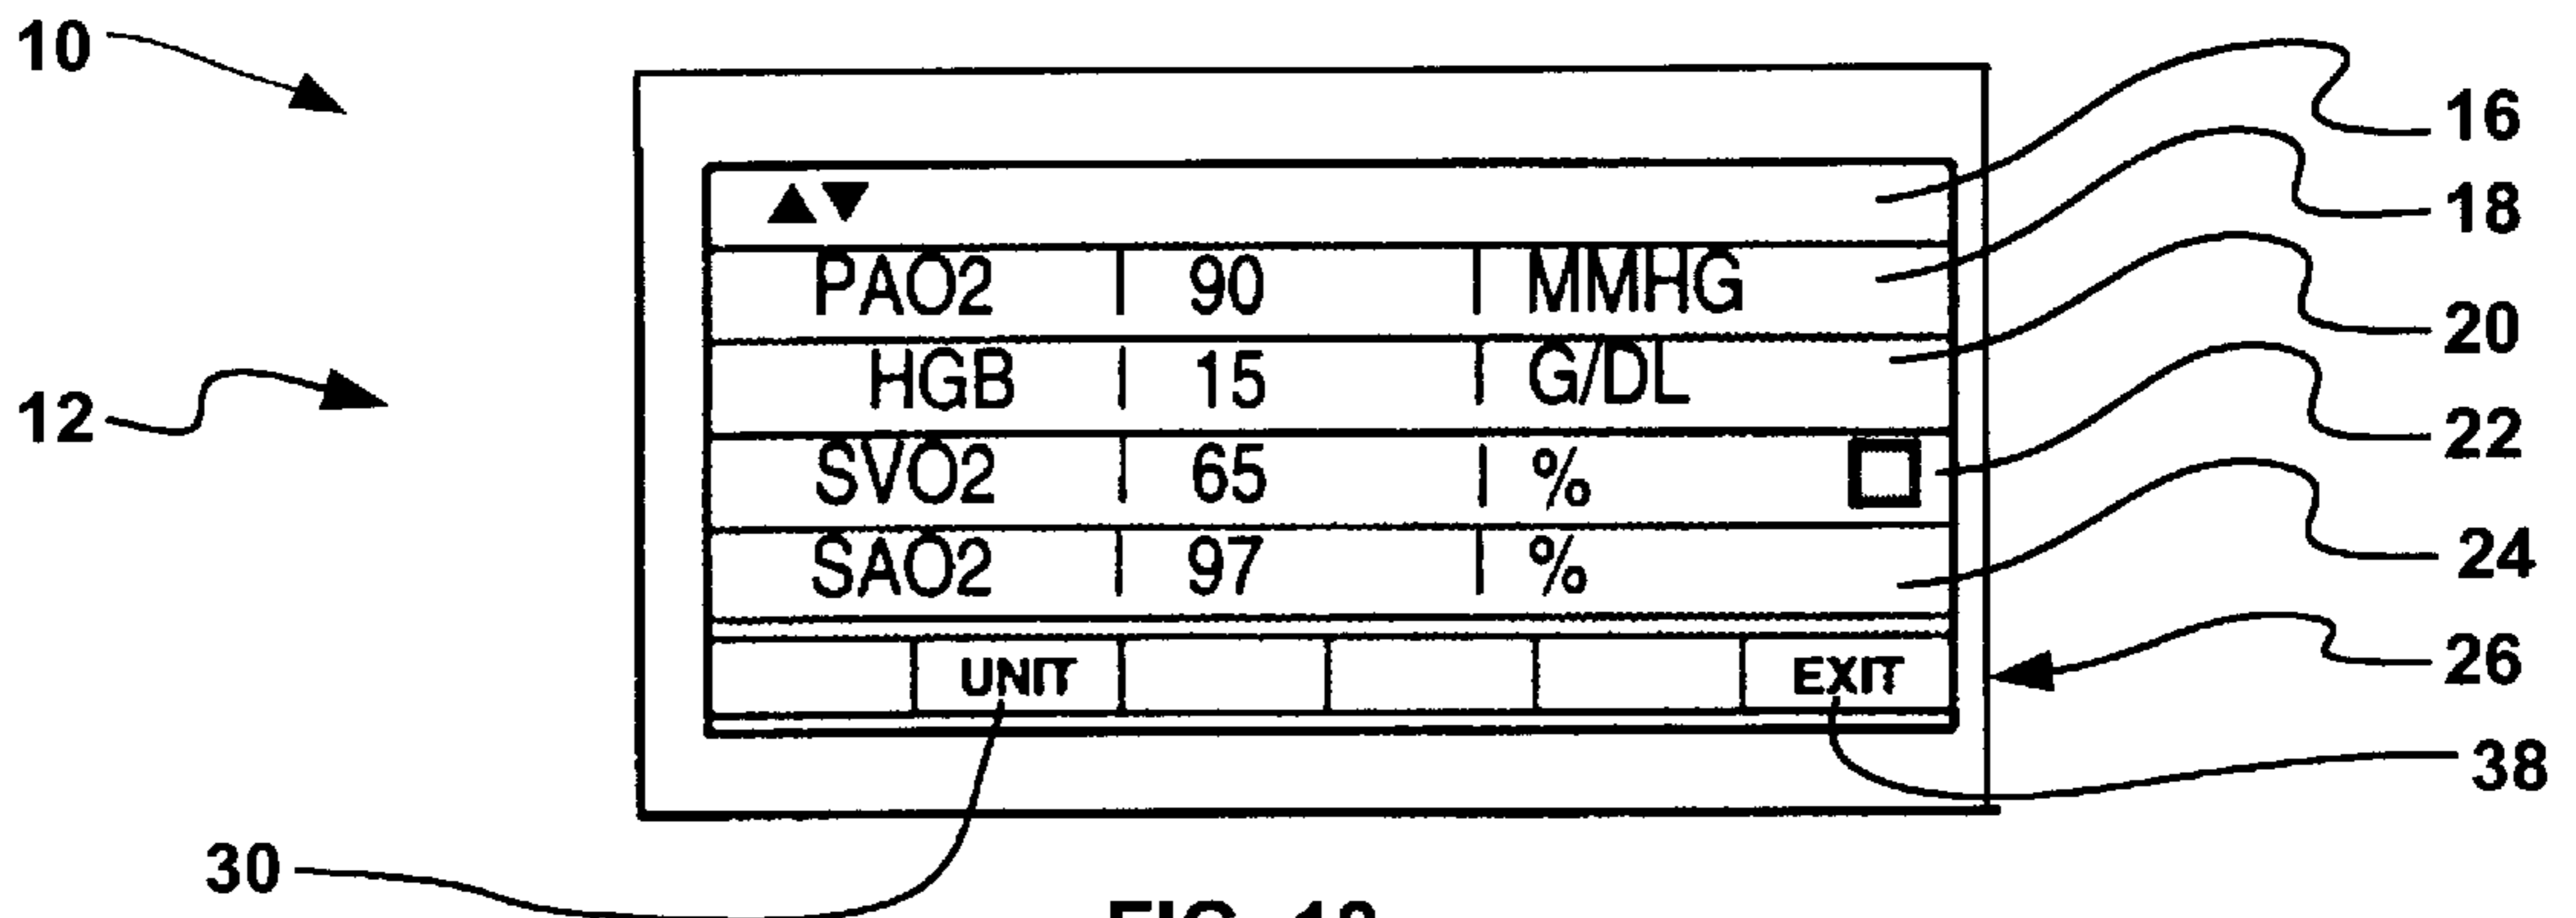 10
16
▲▼
18
PAO2 | 90 | MMHG
20
HGB | 15 | G/DL
12
22
SVO2 | 65 | %
24
SAO2 | 97 | %
26
UNIT EXIT
38
30